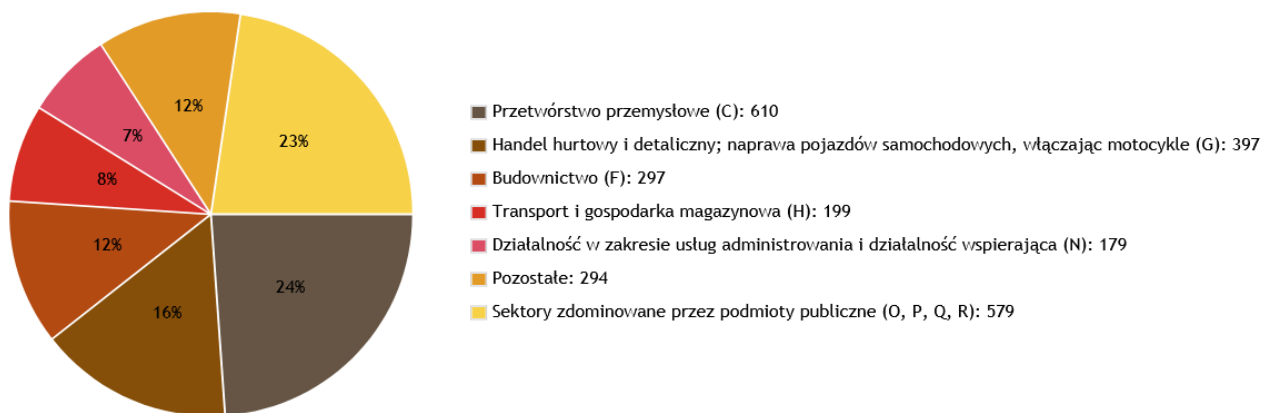 12%
23%
7%
8%
12%
24%
16%
Przetwórstwo przemysłowe (C): 610
Handel hurtowy i detaliczny; naprawa pojazdów samochodowych, włączając motocykle (G): 397
Budownictwo (F): 297
Transport i gospodarka magazynowa (H): 199
Działalność w zakresie usług administrowania i działalność wspierająca (N): 179
Pozostałe: 294
Sektory zdominowane przez podmioty publiczne (O, P, Q, R): 579